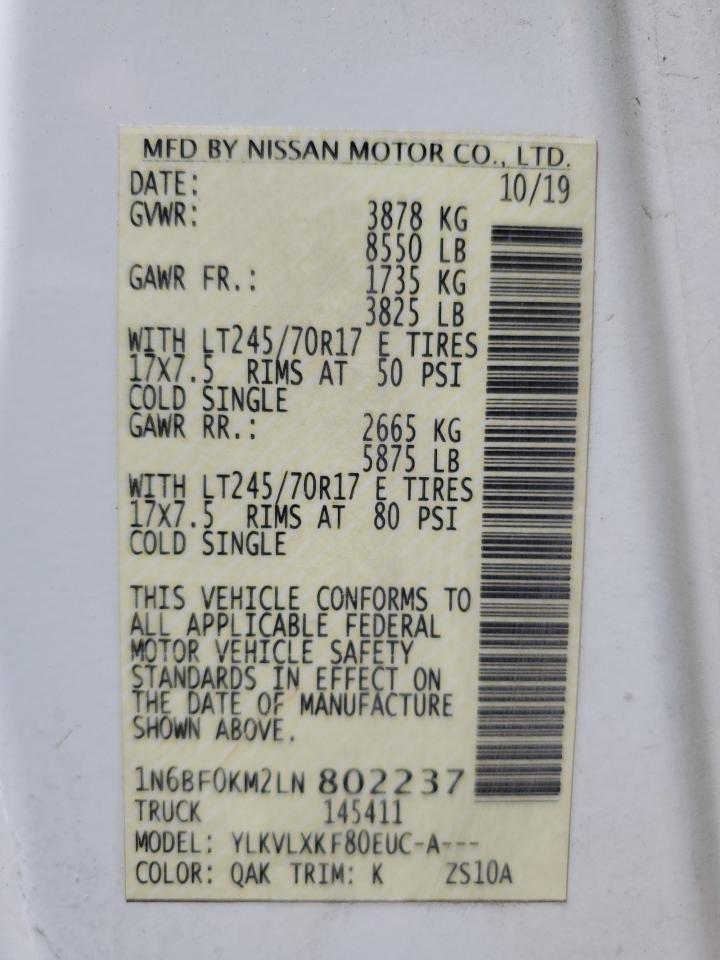 MFD BY NISSAN MOTOR CO., LTD.
DATE: 10/19
GVWR: 3878 KG
8550 LB
GAWR FR.: 1735 KG
3825 LB
WITH LT245/70R17 E TIRES
17X7.5 RIMS AT 50 PSI
COLD SINGLE
GAWR RR.: 2665 KG
5875 LB
WITH LT245/70R17 E TIRES
17X7.5 RIMS AT 80 PSI
COLD SINGLE
THIS VEHICLE CONFORMS TO
ALL APPLICABLE FEDERAL
MOTOR VEHICLE SAFETY
STANDARDS IN EFFECT ON
THE DATE OF MANUFACTURE
SHOWN ABOVE.
1N6BF0KM2LN 802237
TRUCK 145411
MODEL: YLKVLXKF80EUC-A---
COLOR: QAK TRIM: K ZS10A